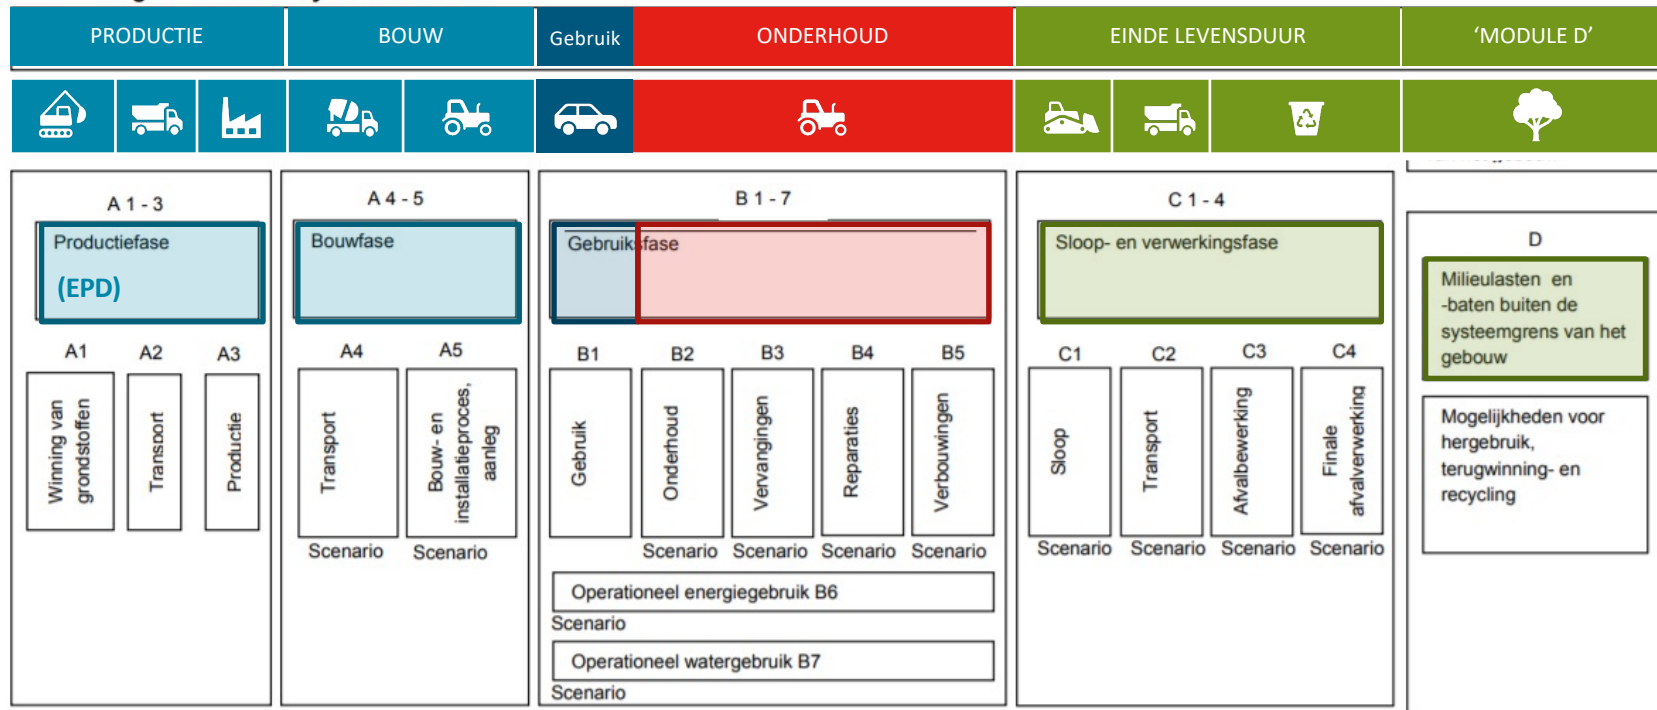 PRODUCTIE
BOUW
Gebruik
ONDERHOUD
EINDE LEVENSDUUR
‘MODULE D’
A 1 - 3
Productiefase
(EPD)
A1
A2
A3
Winning van
grondstoffen
Transport
Productie
A 4 - 5
Bouwfase
A4
A5
Transport
Bouw- en
installatieproces,
aanleg
Scenario
Scenario
B 1 - 7
Gebruiksfase
B1
B2
B3
B4
B5
Gebruik
Onderhoud
Vervangingen
Reparaties
Verbouwingen
Scenario
Scenario
Scenario
Scenario
Operationeel energiegebruik B6
Scenario
Operationeel watergebruik B7
Scenario
C 1 - 4
Sloop- en verwerkingsfase
C1
C2
C3
C4
Sloop
Transport
Afvalbewerking
Finale
afvalverwerking
Scenario
Scenario
Scenario
Scenario
D
Milieulasten en
-baten buiten de
systeemgrens van het
gebouw
Mogelijkheden voor
hergebruik,
terugwinning- en
recycling